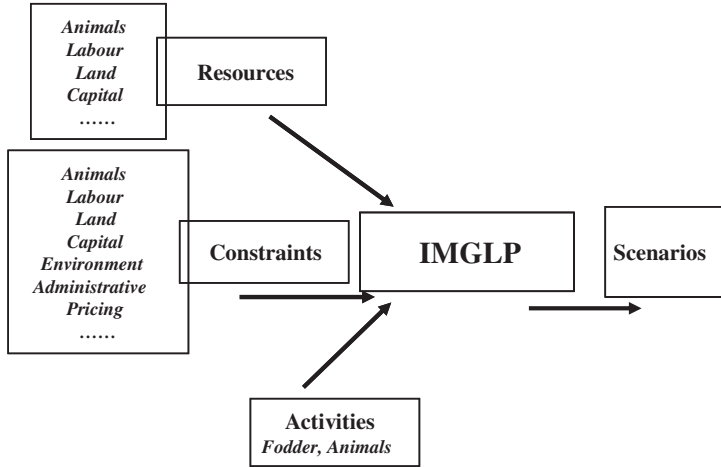 Animals
Labour
Land
Capital
……
Resources
Animals
Labour
Land
Capital
Environment
Administrative
Pricing
……
Constraints
IMGLP
Scenarios
Activities
Fodder, Animals